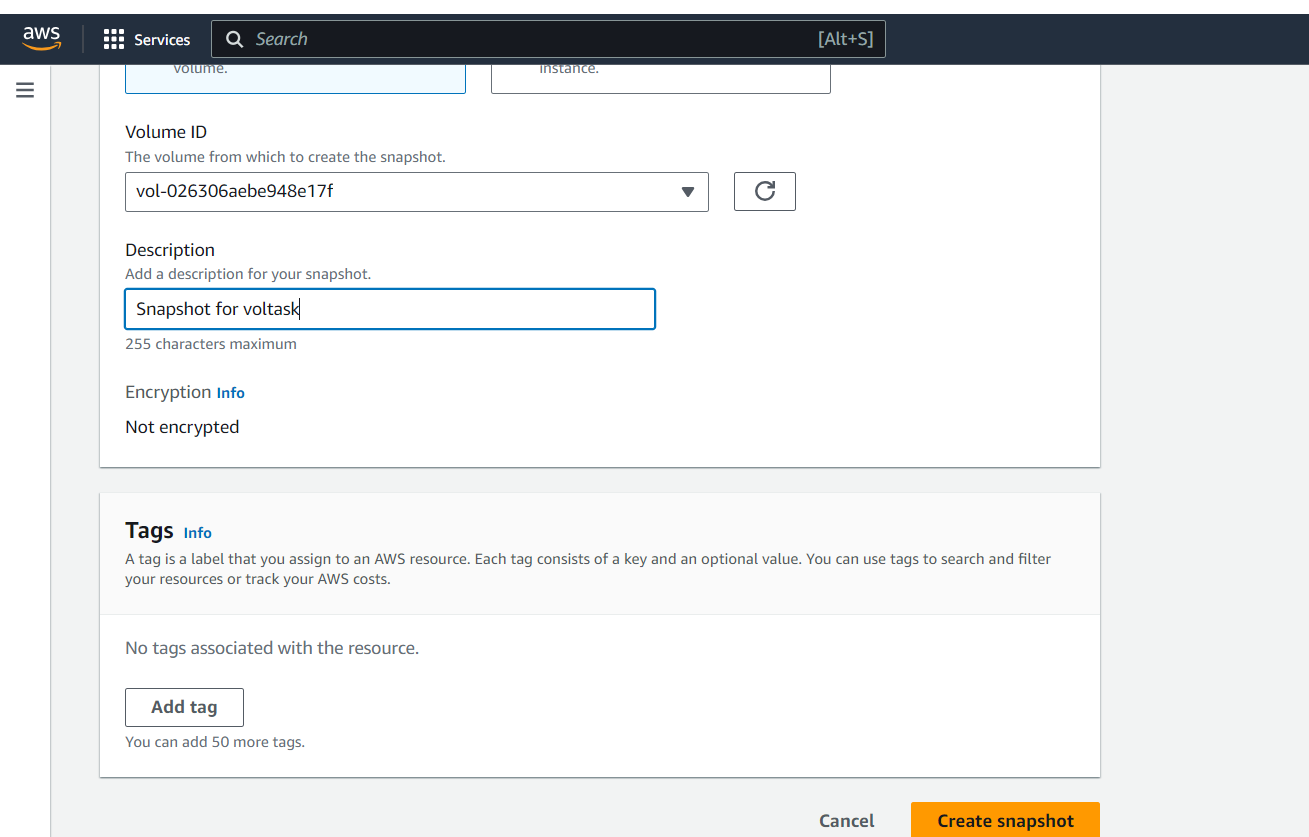 aws
Services
Search
[Alt+S]
volume.
instance.
Volume ID
The volume from which to create the snapshot.
vol-026306aebe948e17f
Description
Add a description for your snapshot.
Snapshot for voltask
255 characters maximum
Encryption Info
Not encrypted
Tags Info
A tag is a label that you assign to an AWS resource. Each tag consists of a key and an optional value. You can use tags to search and filter
your resources or track your AWS costs.
No tags associated with the resource.
Add tag
You can add 50 more tags.
Cancel
Create snapshot